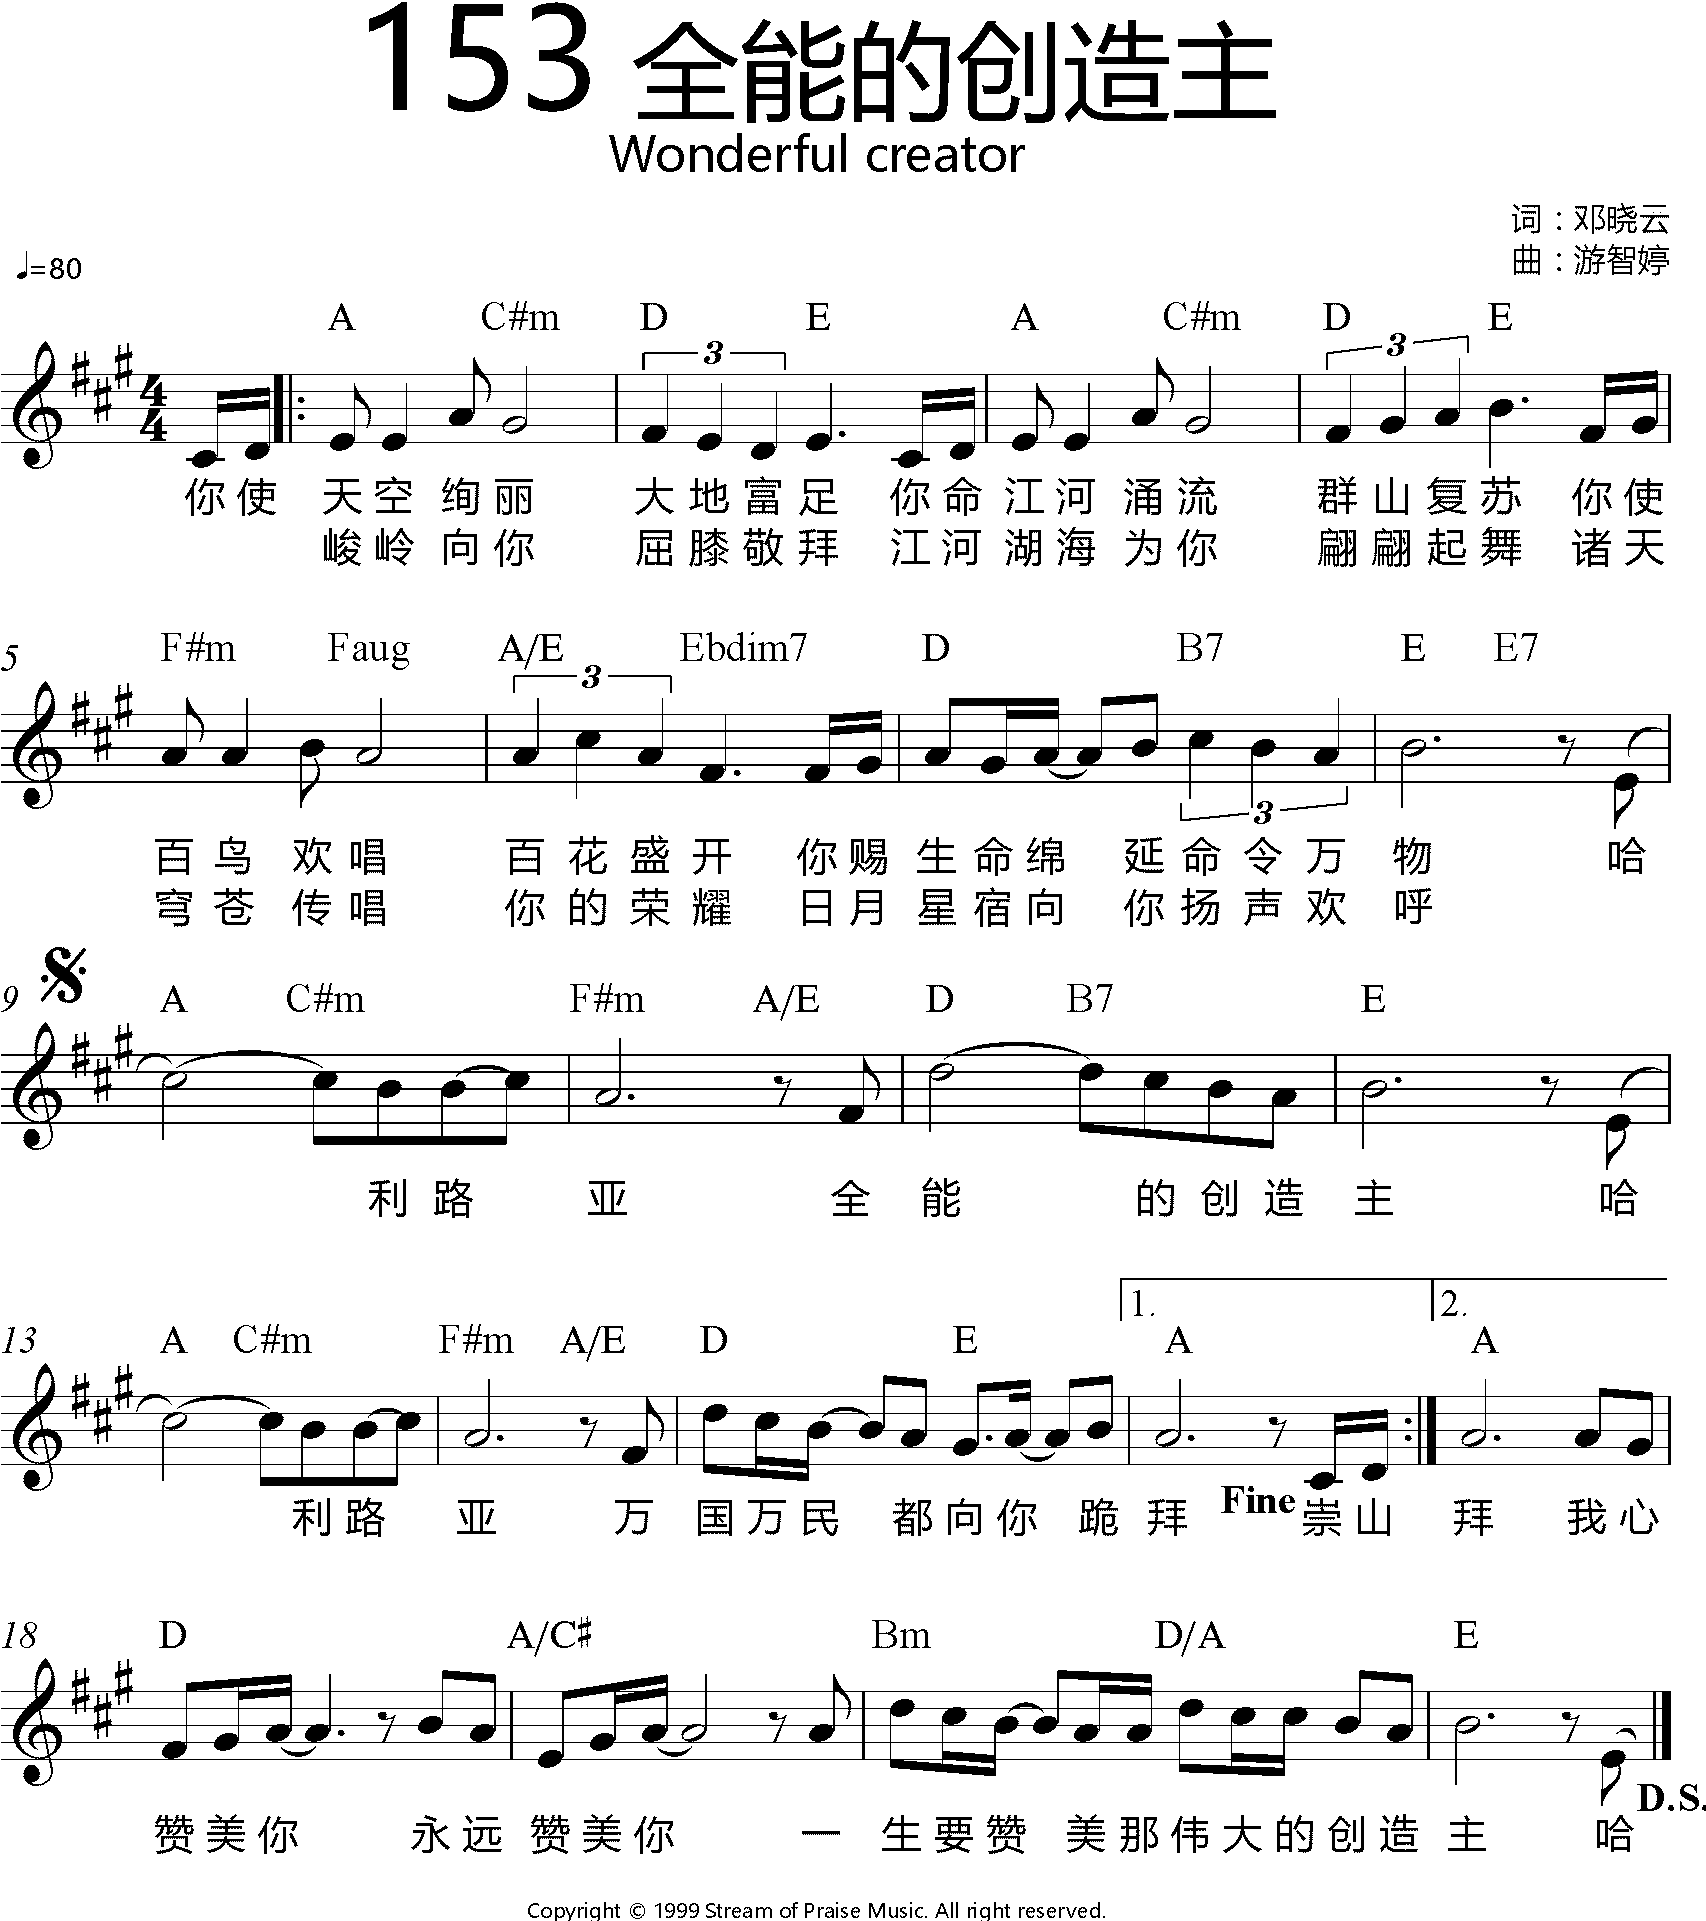 153 全能的创造主
Wonderful creator
词：邓晓云
♩=80
曲：游智婷
A C#m D E A C#m D E
3 3
4
4
你使 天空 绚丽 大地富足 你命江河 涌流 群山复苏 你使
峻岭 向你 屈膝敬拜 江河湖海 为你 翩翩起舞 诸天
5 F#m Faug A/E Ebdim7 D B7 E E7
3
3
百鸟 欢唱 百花盛开 你赐生命绵 延命令万 物 哈
穹苍 传唱 你的荣耀 日月星宿向 你扬声欢 呼
9 A C#m F#m A/E D B7 E
利路 亚 全 能 的创造 主 哈
1. 2.
13 A C#m F#m A/E D E A A
Fine
利路 亚 万 国万民 都向你 跪拜 崇山 拜 我心
18 D A/C♯ Bm D/A E
D.S.
赞美你 永远赞美你 一 生要赞 美那伟大的创造 主 哈
Copyright © 1999 Stream of Praise Music. All right reserved.